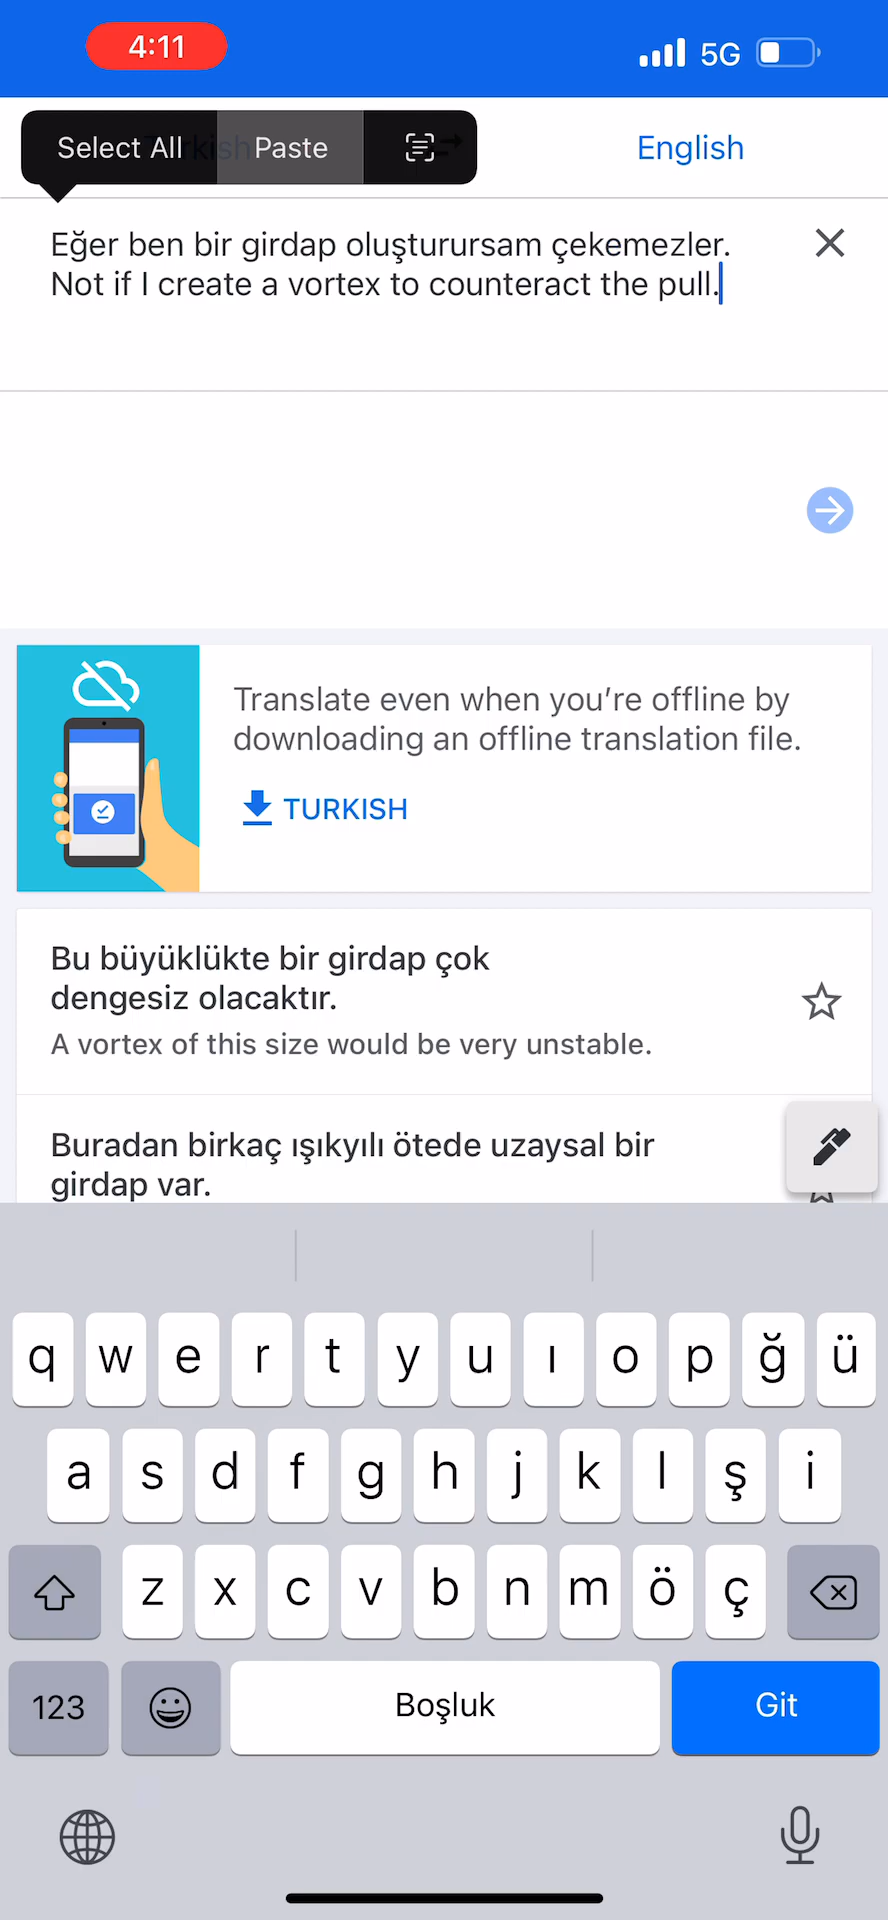 4:11
5G
Select All
Paste
English
Eğer ben bir girdap oluşturursam çekemezler.
Not if I create a vortex to counteract the pull.
Translate even when you’re offline by
downloading an offline translation file.
TURKISH
Bu büyüklükte bir girdap çok
dengesiz olacaktır.
A vortex of this size would be very unstable.
Buradan birkaç ışıkyılı ötede uzaysal bir
girdap var.
q w e r t y u ı o p ğ ü
a s d f g h j k l ş i
z x c v b n m ö ç
123
Boşluk
Git